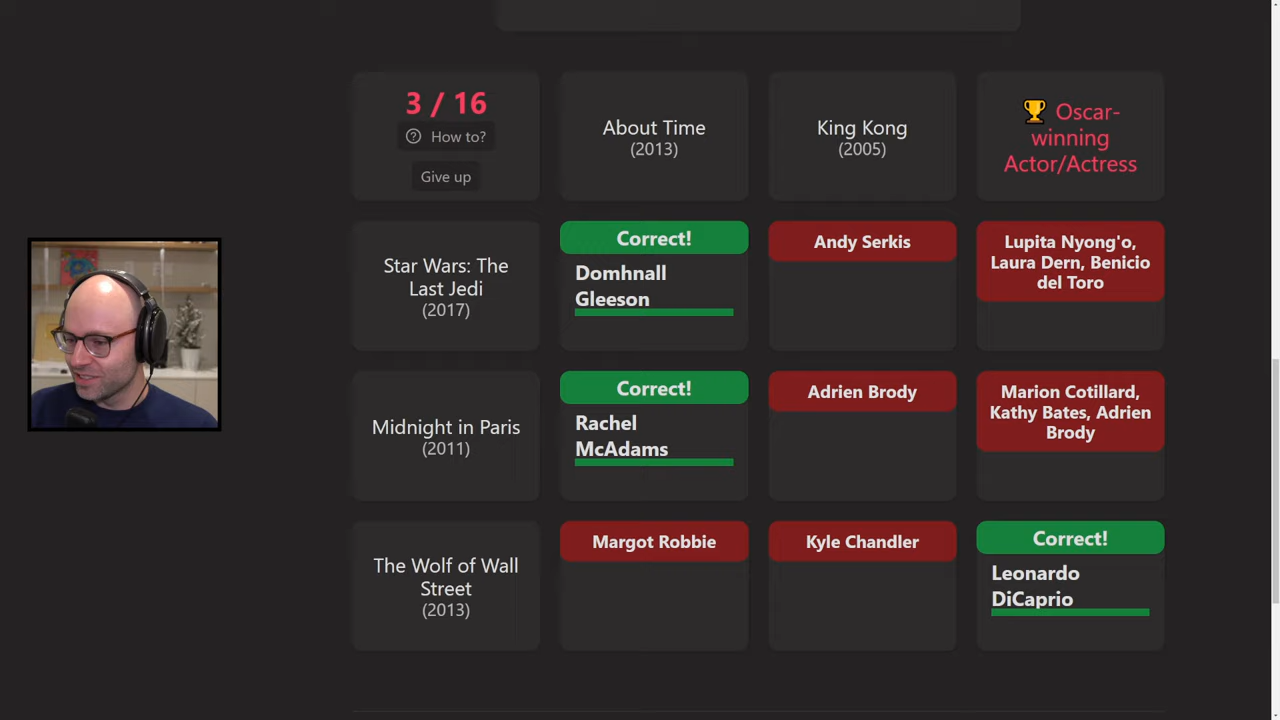 3 / 16
How to?
Give up
About Time
(2013)
King Kong
(2005)
🏆 Oscar-
winning
Actor/Actress
Star Wars: The
Last Jedi
(2017)
Correct!
Domhnall
Gleeson
Andy Serkis
Lupita Nyong'o,
Laura Dern, Benicio
del Toro
Midnight in Paris
(2011)
Correct!
Rachel
McAdams
Adrien Brody
Marion Cotillard,
Kathy Bates, Adrien
Brody
The Wolf of Wall
Street
(2013)
Margot Robbie
Kyle Chandler
Correct!
Leonardo
DiCaprio